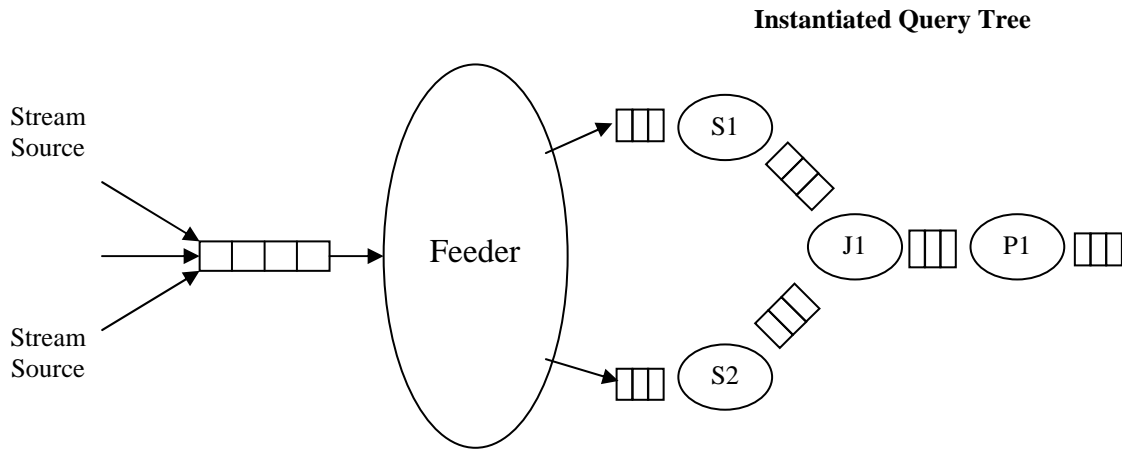 Instantiated Query Tree
Stream
Source
S1
Feeder
J1
P1
Stream
Source
S2